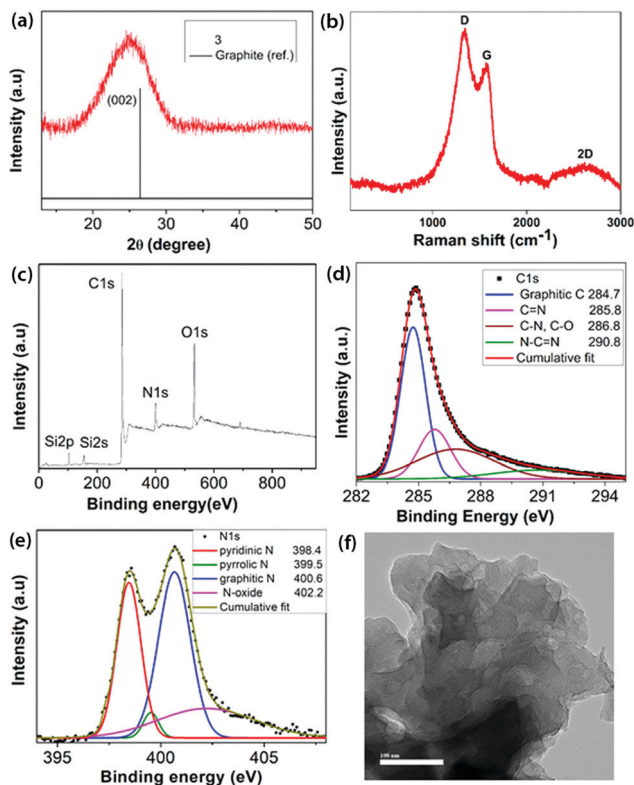 (a)
3
Graphite (ref.)
(002)
Intensity (a.u)
20
30
40
50
2θ (degree)
(b)
D
G
2D
Intensity (a.u.)
1000
2000
3000
Raman shift (cm-1)
(c)
C1s
O1s
N1s
Si2p
Si2s
Intensity (a.u)
0
200
400
600
800
Binding energy(eV)
(d)
C1s
Graphitic C 284.7
C=N 285.8
C-N, C-O 286.8
N-C=N 290.8
Cumulative fit
Intensity (a.u.)
282
285
288
291
294
Binding Energy (eV)
(e)
N1s
pyridinic N 398.4
pyrrolic N 399.5
graphitic N 400.6
N-oxide 402.2
Cumulative fit
Intensity (a.u)
395
400
405
Binding energy (eV)
(f)
100 nm